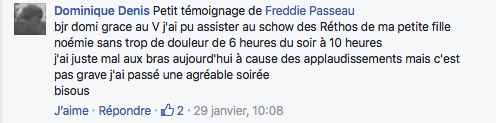 Dominique Denis Petit témoignage de Freddie Passeau
bjr domi grace au V j'ai pu assister au schow des Réthos de ma petite fille
noémie sans trop de douleur de 6 heures du soir à 10 heures
j'ai juste mal aux bras aujourd'hui à cause des applaudissements mais c'est
pas grave j'ai passé une agréable soirée
bisous
J'aime · Répondre · 2 · 29 janvier, 10:08